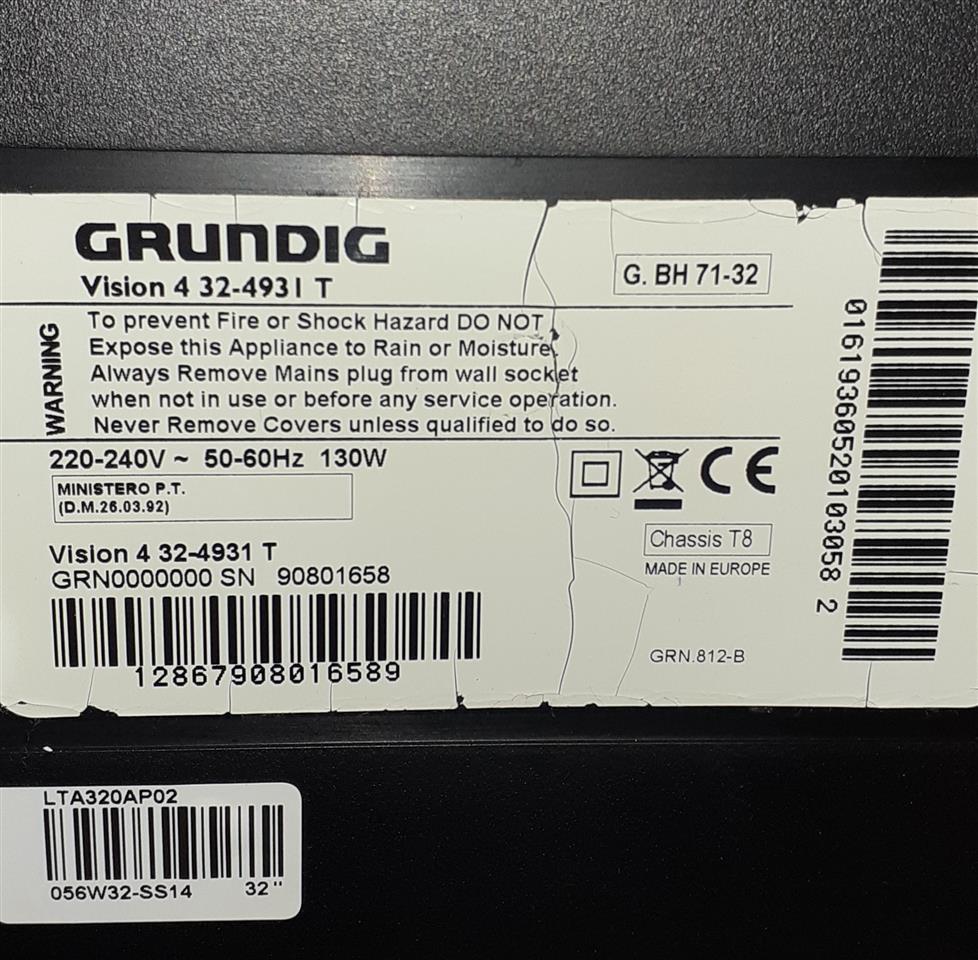 GRUNDIG
Vision 4 32-4931 T
G. BH 71-32
WARNING
To prevent Fire or Shock Hazard DO NOT
Expose this Appliance to Rain or Moisture.
Always Remove Mains plug from wall socket
when not in use or before any service operation.
Never Remove Covers unless qualified to do so.
220-240V ~ 50-60Hz 130W
MINISTERO P.T.
(D.M.26.03.92)
CE
Chassis T8
MADE IN EUROPE
Vision 4 32-4931 T
GRN0000000 SN 90801658
12867908016589
GRN.812-B
01619360520103058 2
LTA320AP02
056W32-SS14 32"